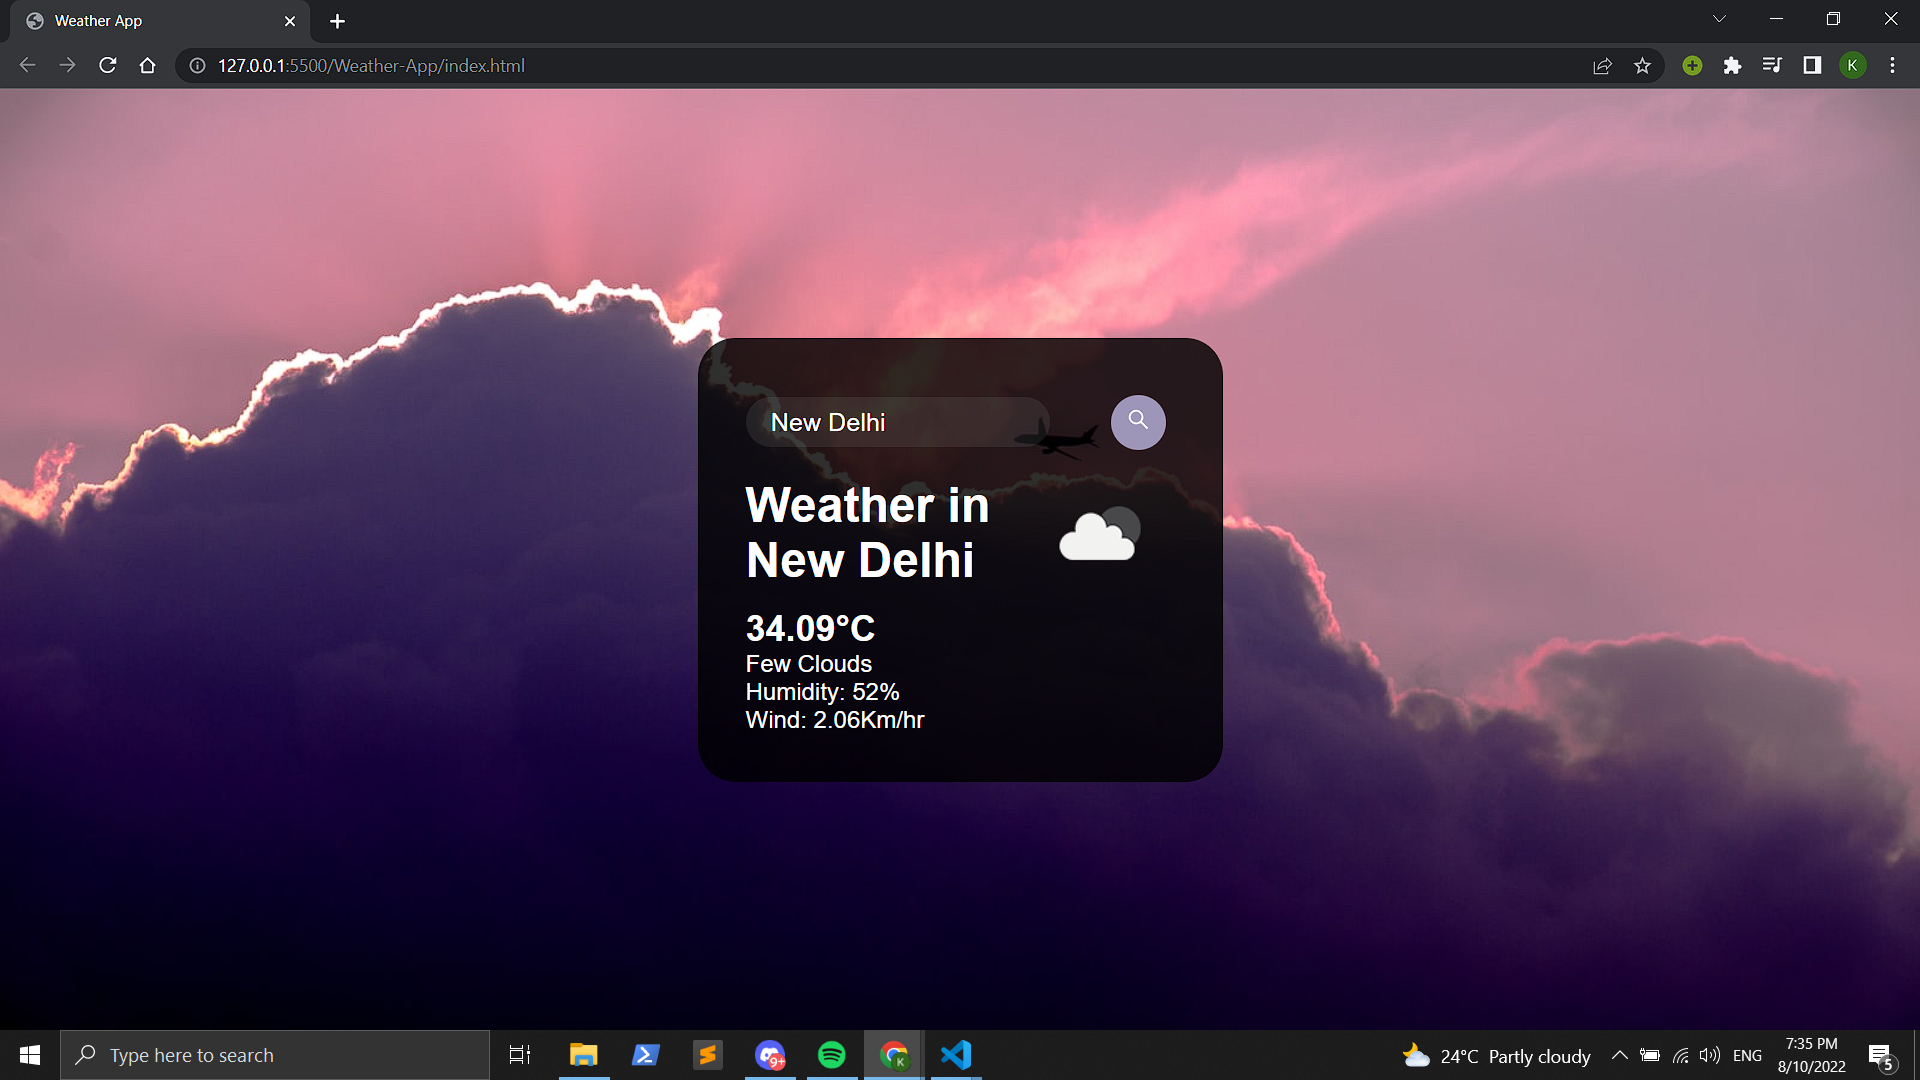 Weather App
127.0.0.1:5500/Weather-App/index.html
K
New Delhi
Weather in
New Delhi
34.09°C
Few Clouds
Humidity: 52%
Wind: 2.06Km/hr
Type here to search
9+
K
24°C Partly cloudy
ENG
7:35 PM
8/10/2022
5